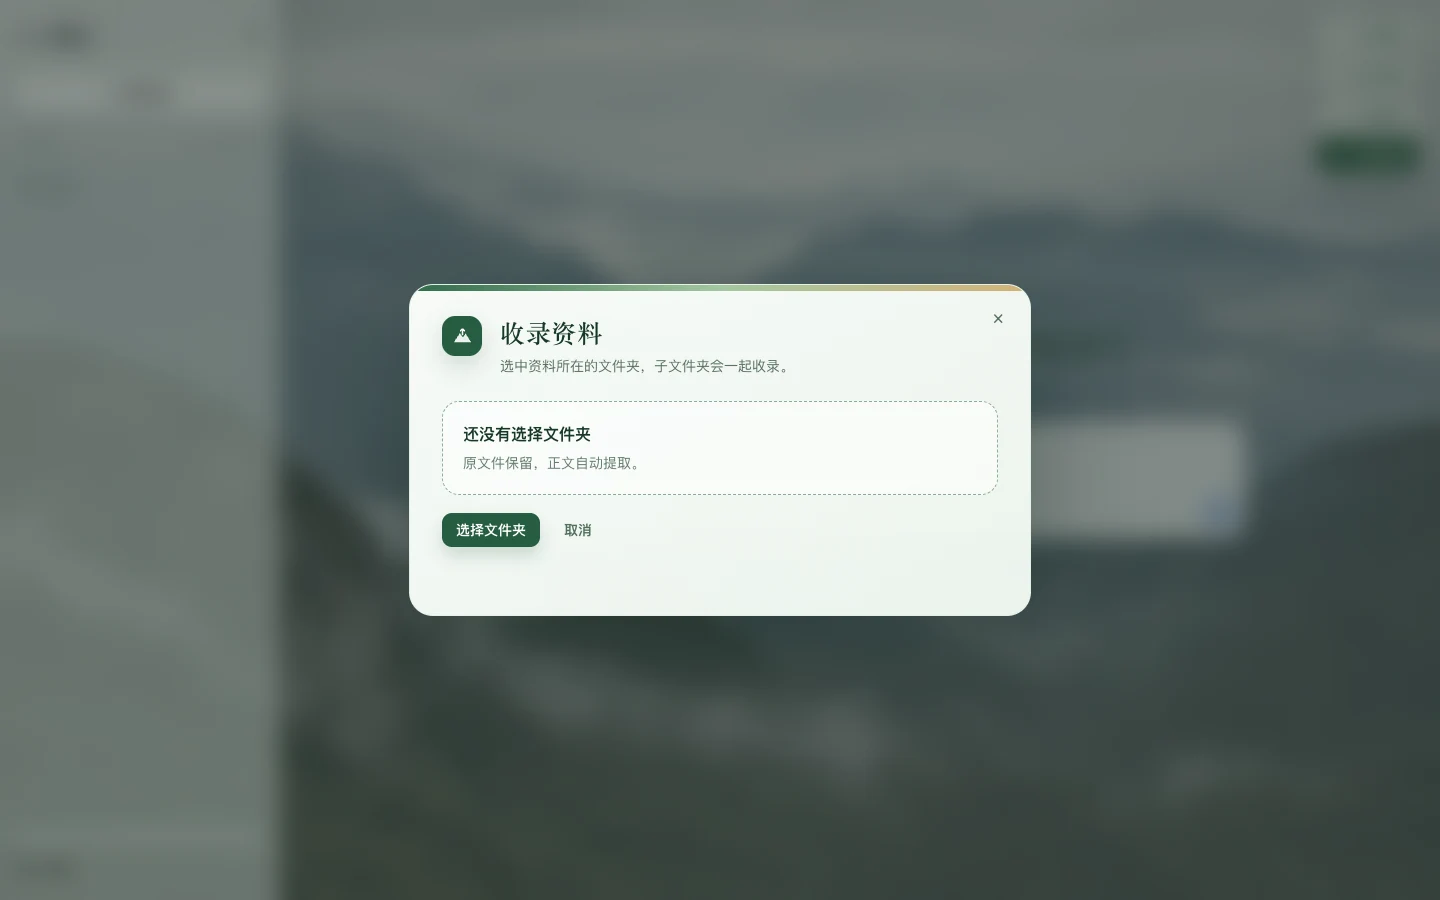 收录资料
选中资料所在的文件夹，子文件夹会一起收录。
还没有选择文件夹
原文件保留，正文自动提取。
选择文件夹
取消